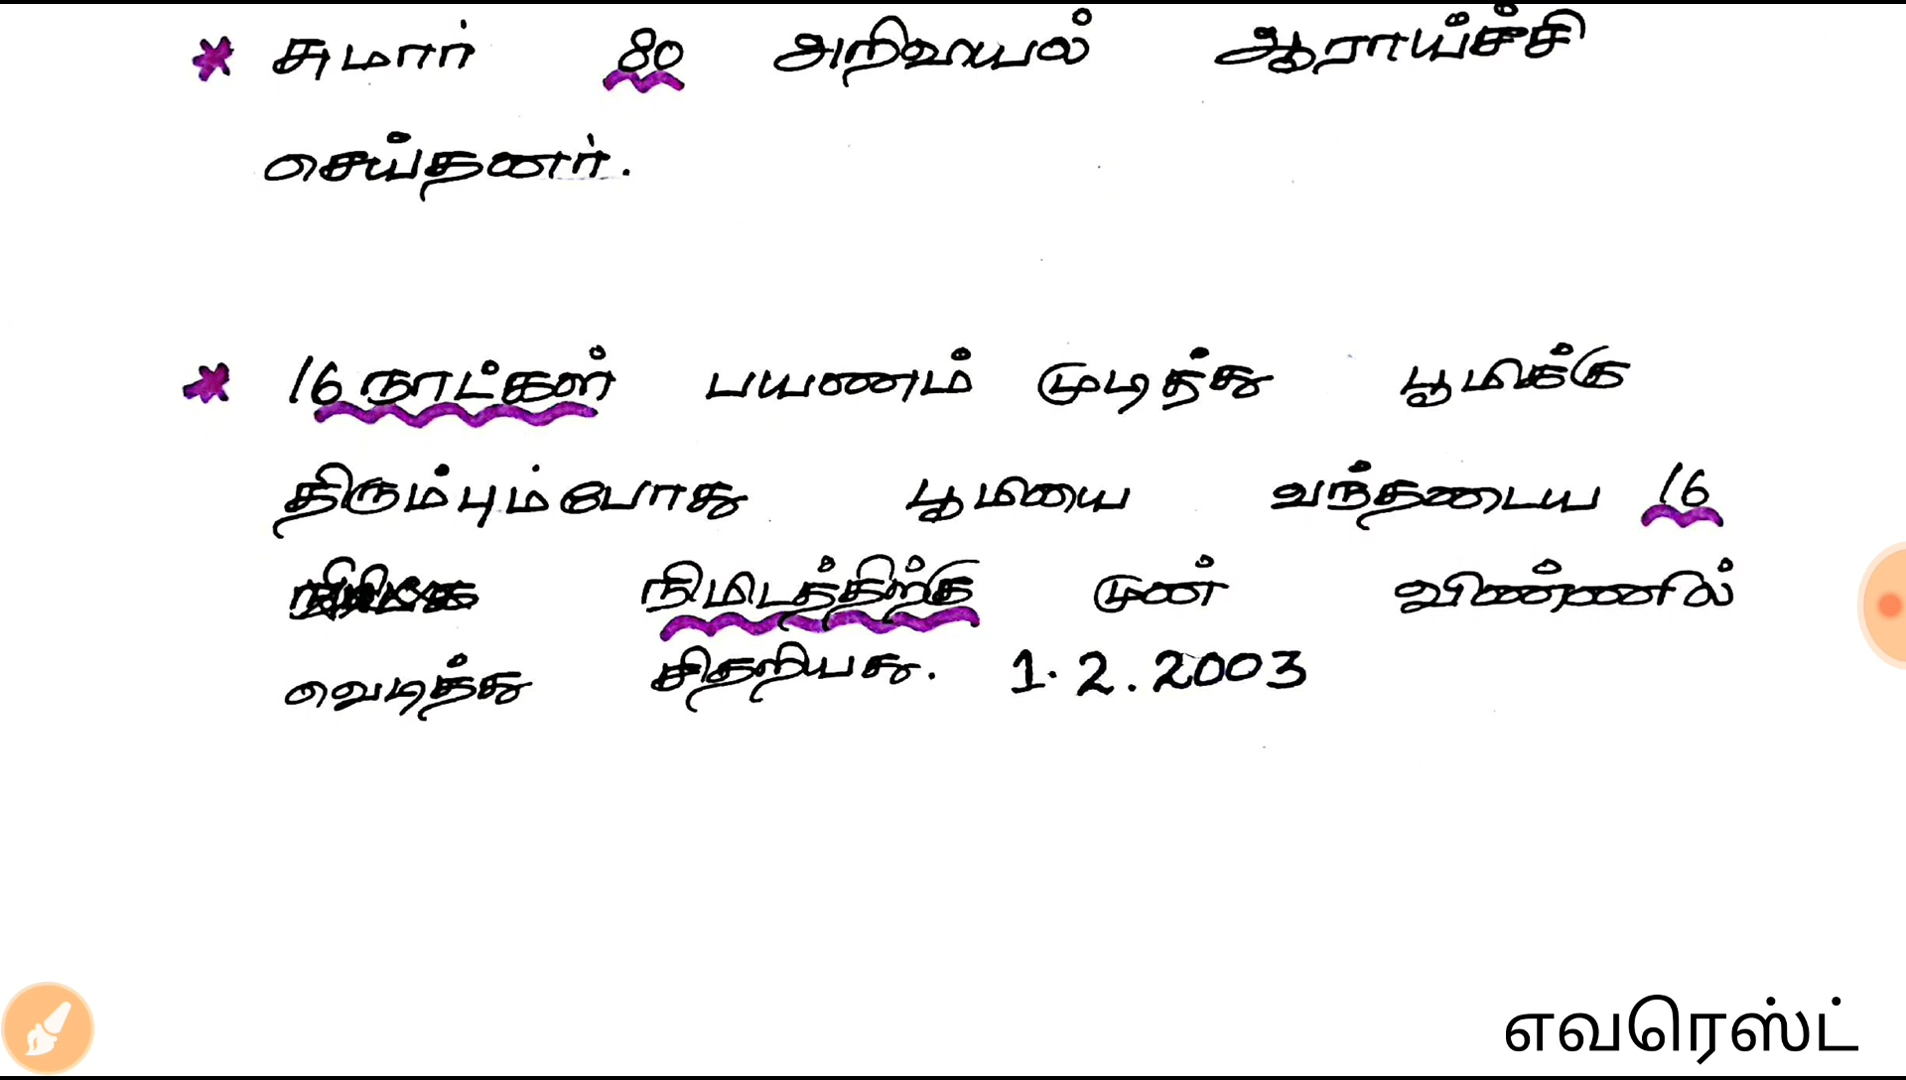 * சுமார் 80 அறிவியல் ஆராய்ச்சி
செய்தனர்.
* 16 நாட்கள் பயணம் முடித்து பூமிக்கு
திரும்பும்போது பூமியை வந்தடைய 16
நிமிடத்திற்கு முன் விண்ணில்
வெடித்து சிதறியது. 1.2.2003
எவரெஸ்ட்